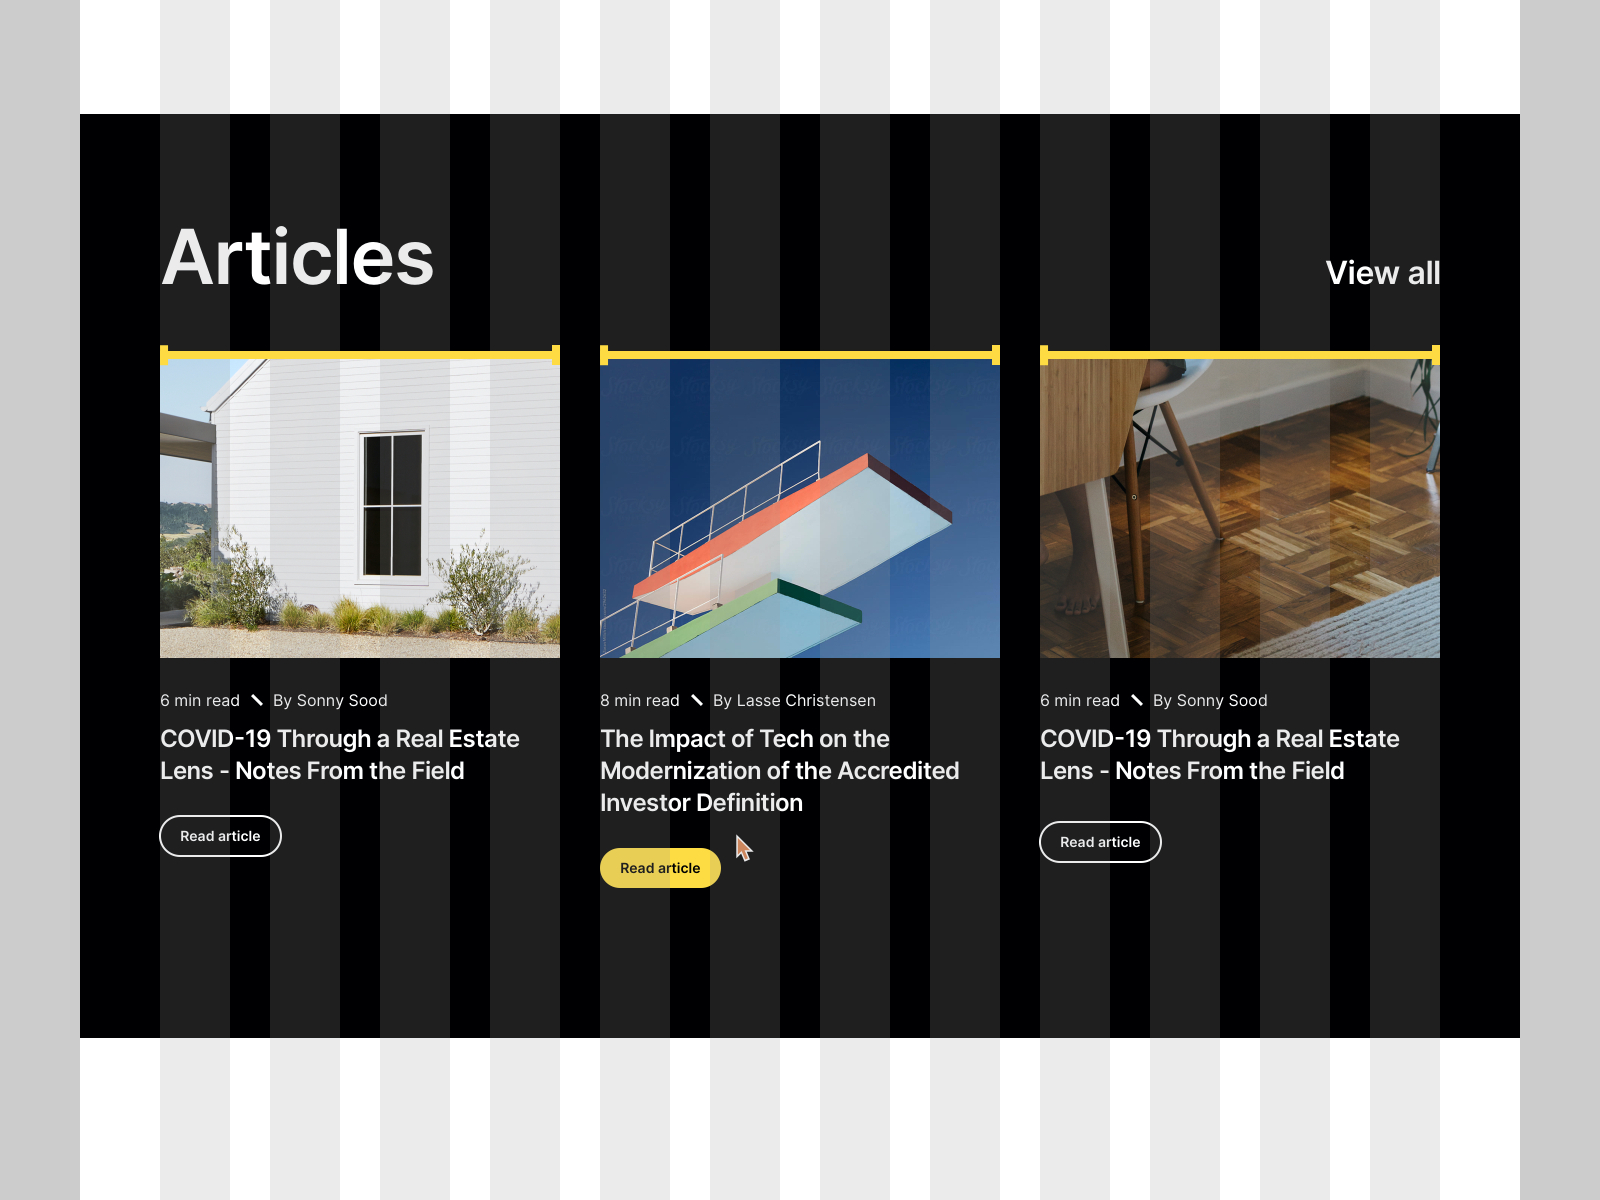 Articles
View all
6 min read
By Sonny Sood
COVID-19 Through a Real Estate
Lens - Notes From the Field
Read article
8 min read
By Lasse Christensen
The Impact of Tech on the
Modernization of the Accredited
Investor Definition
Read article
6 min read
By Sonny Sood
COVID-19 Through a Real Estate
Lens - Notes From the Field
Read article